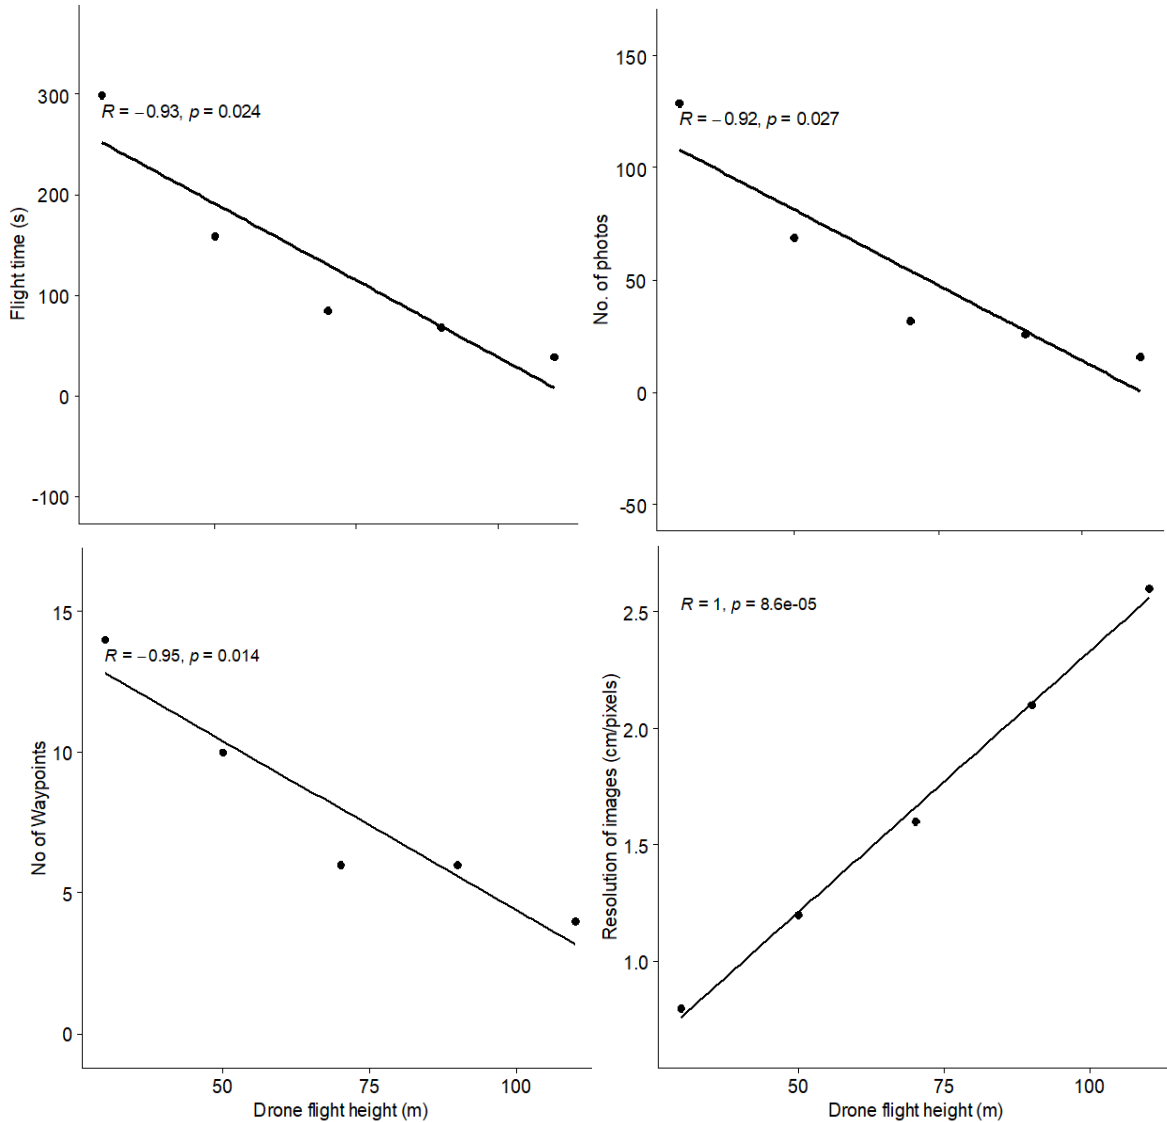 300
200
100
0
-100
Flight time (s)
R = −0.93, p = 0.024
150
100
50
0
-50
No. of photos
R = −0.92, p = 0.027
15
10
5
0
No of Waypoints
R = −0.95, p = 0.014
50 75 100
Drone flight height (m)
2.5
2.0
1.5
1.0
Resolution of images (cm/pixels)
R = 1, p = 8.6e-05
50 75 100
Drone flight height (m)